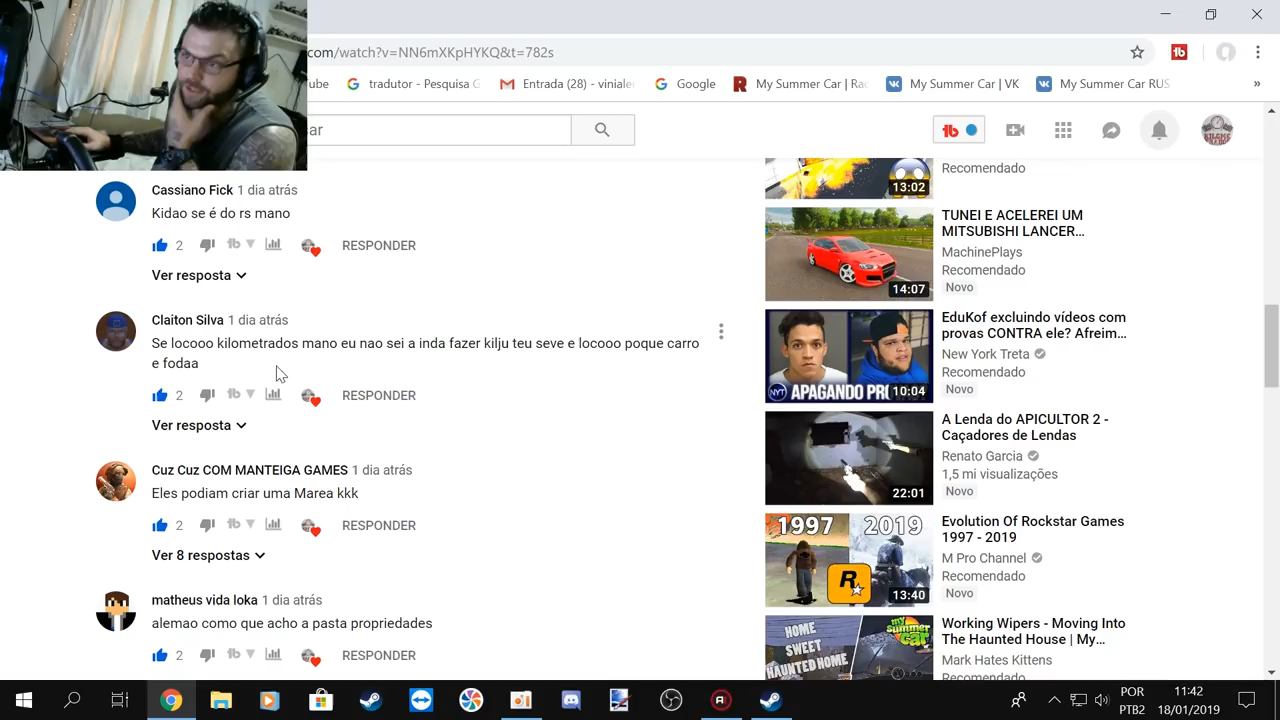 com/watch?v=NN6mXKpHYKQ&t=782s
ube
tradutor - Pesquisa G
Entrada (28) - viniale
Google
My Summer Car | Ra
My Summer Car | VK
My Summer Car RUS
»
ar
Cassiano Fick 1 dia atrás
Kidao se é do rs mano
2 RESPONDER
Ver resposta
Claiton Silva 1 dia atrás
Se locooo kilometrados mano eu nao sei a inda fazer kilju teu seve e locooo poque carro
e fodaa
2 RESPONDER
Ver resposta
Cuz Cuz COM MANTEIGA GAMES 1 dia atrás
Eles podiam criar uma Marea kkk
2 RESPONDER
Ver 8 respostas
matheus vida loka 1 dia atrás
alemao como que acho a pasta propriedades
2 RESPONDER
13:02
Recomendado
14:07
TUNEI E ACELEREI UM
MITSUBISHI LANCER...
MachinePlays
Recomendado
Novo
NYT APAGANDO PRO
10:04
EduKof excluindo vídeos com
provas CONTRA ele? Afreim...
New York Treta
Recomendado
Novo
22:01
A Lenda do APICULTOR 2 -
Caçadores de Lendas
Renato Garcia
1,5 mi visualizações
Novo
1997 2019
R
13:40
Evolution Of Rockstar Games
1997 - 2019
M Pro Channel
Recomendado
Novo
HOME
SWEET
HAUNTED HOME
my
summer
car
Working Wipers - Moving Into
The Haunted House | My...
Mark Hates Kittens
Recomendado
POR
PTB2
11:42
18/01/2019